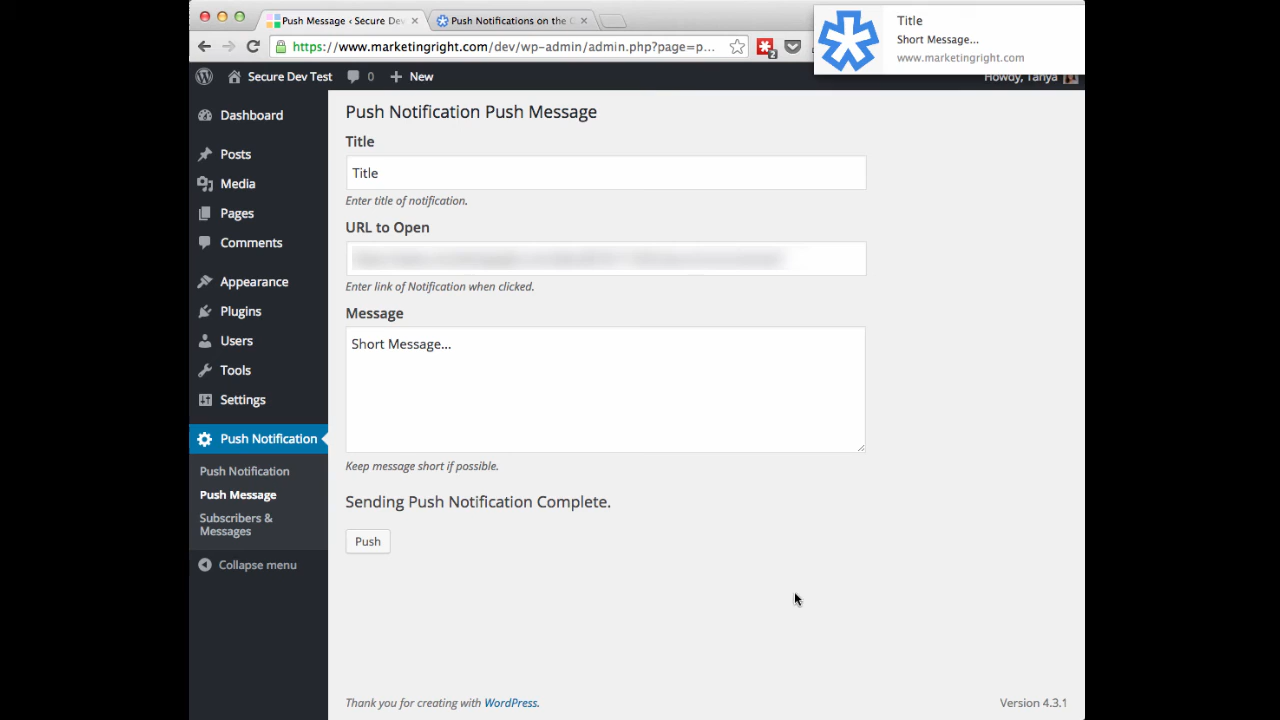 Push Message ‹ Secure Dev
Push Notifications on the
https://www.marketingright.com/dev/wp-admin/admin.php?page=p...
2
Title
Short Message...
www.marketingright.com
Secure Dev Test
0
New
Howdy, Tanya
Dashboard
Posts
Media
Pages
Comments
Appearance
Plugins
Users
Tools
Settings
Push Notification
Push Notification
Push Message
Subscribers &
Messages
Collapse menu
Push Notification Push Message
Title
Title
Enter title of notification.
URL to Open
Enter link of Notification when clicked.
Message
Short Message...
Keep message short if possible.
Sending Push Notification Complete.
Push
Thank you for creating with WordPress.
Version 4.3.1